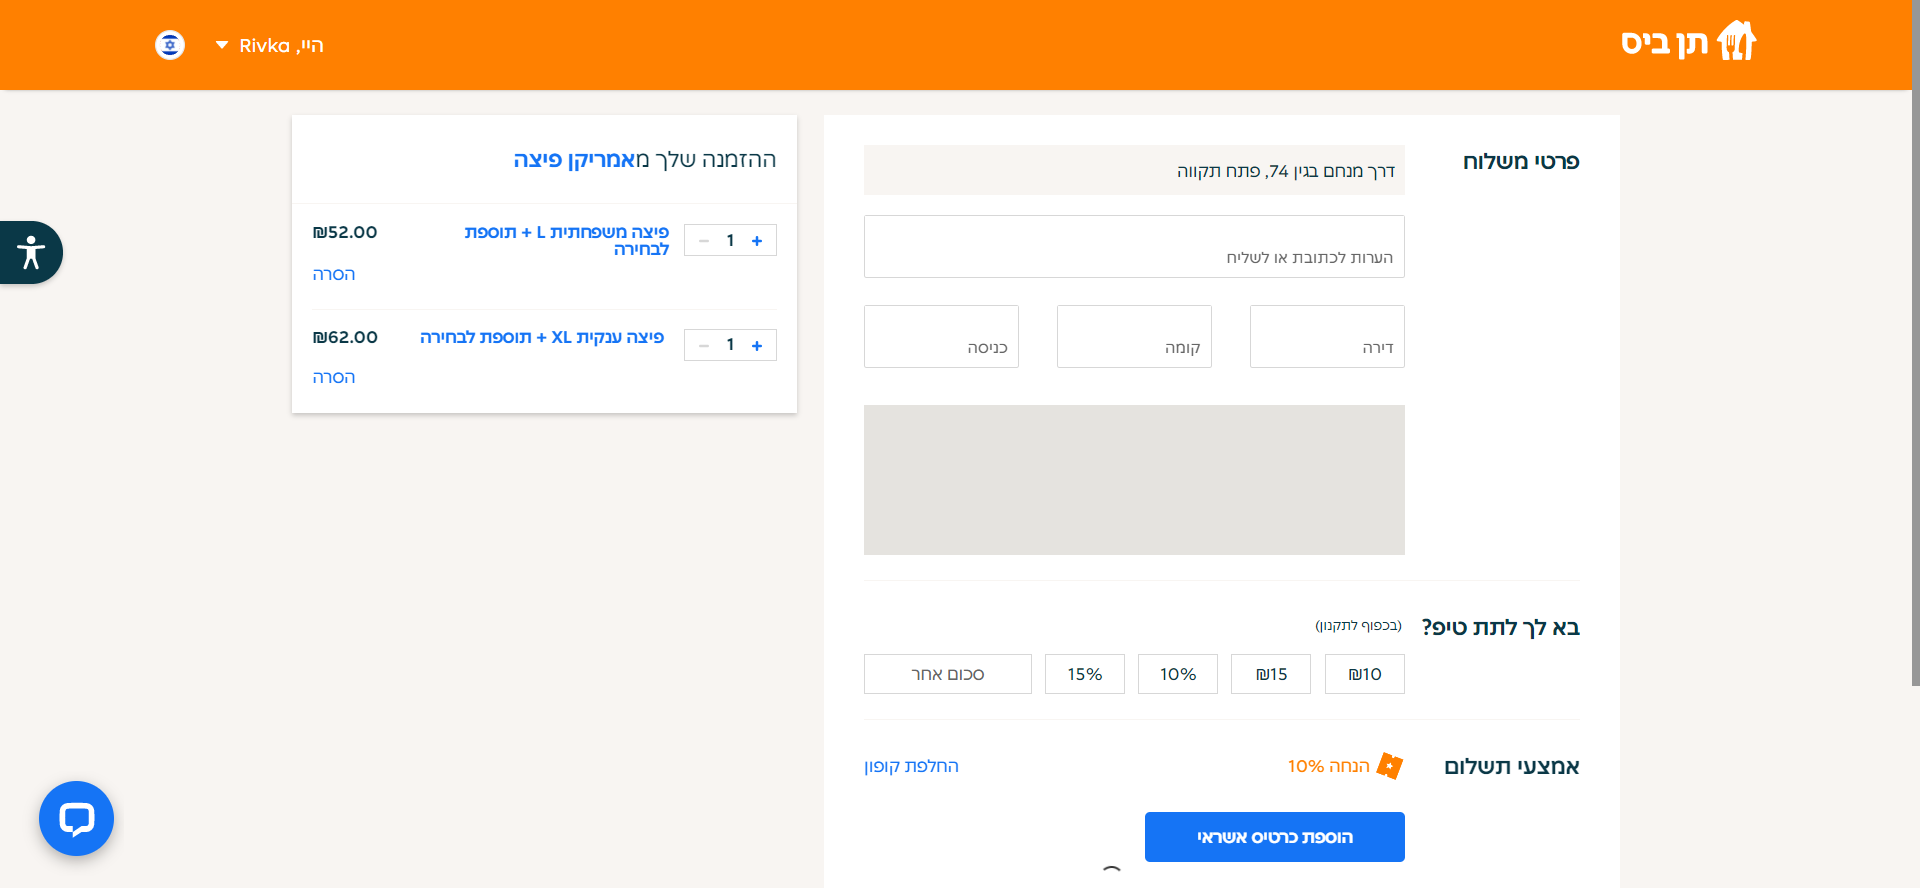 תן ביס
היי, Rivka
פרטי משלוח
דרך מנחם בגין 74, פתח תקווה
הערות לכתובת או לשליח
דירה
קומה
כניסה
בא לך לתת טיפ?
(בכפוף לתקנון)
₪10
₪15
10%
15%
סכום אחר
אמצעי תשלום
10% הנחה
החלפת קופון
הוספת כרטיס אשראי
ההזמנה שלך מאמריקן פיצה
+ 1 −
פיצה משפחתית L + תוספת
לבחירה
₪52.00
הסרה
+ 1 −
פיצה ענקית XL + תוספת לבחירה
₪62.00
הסרה